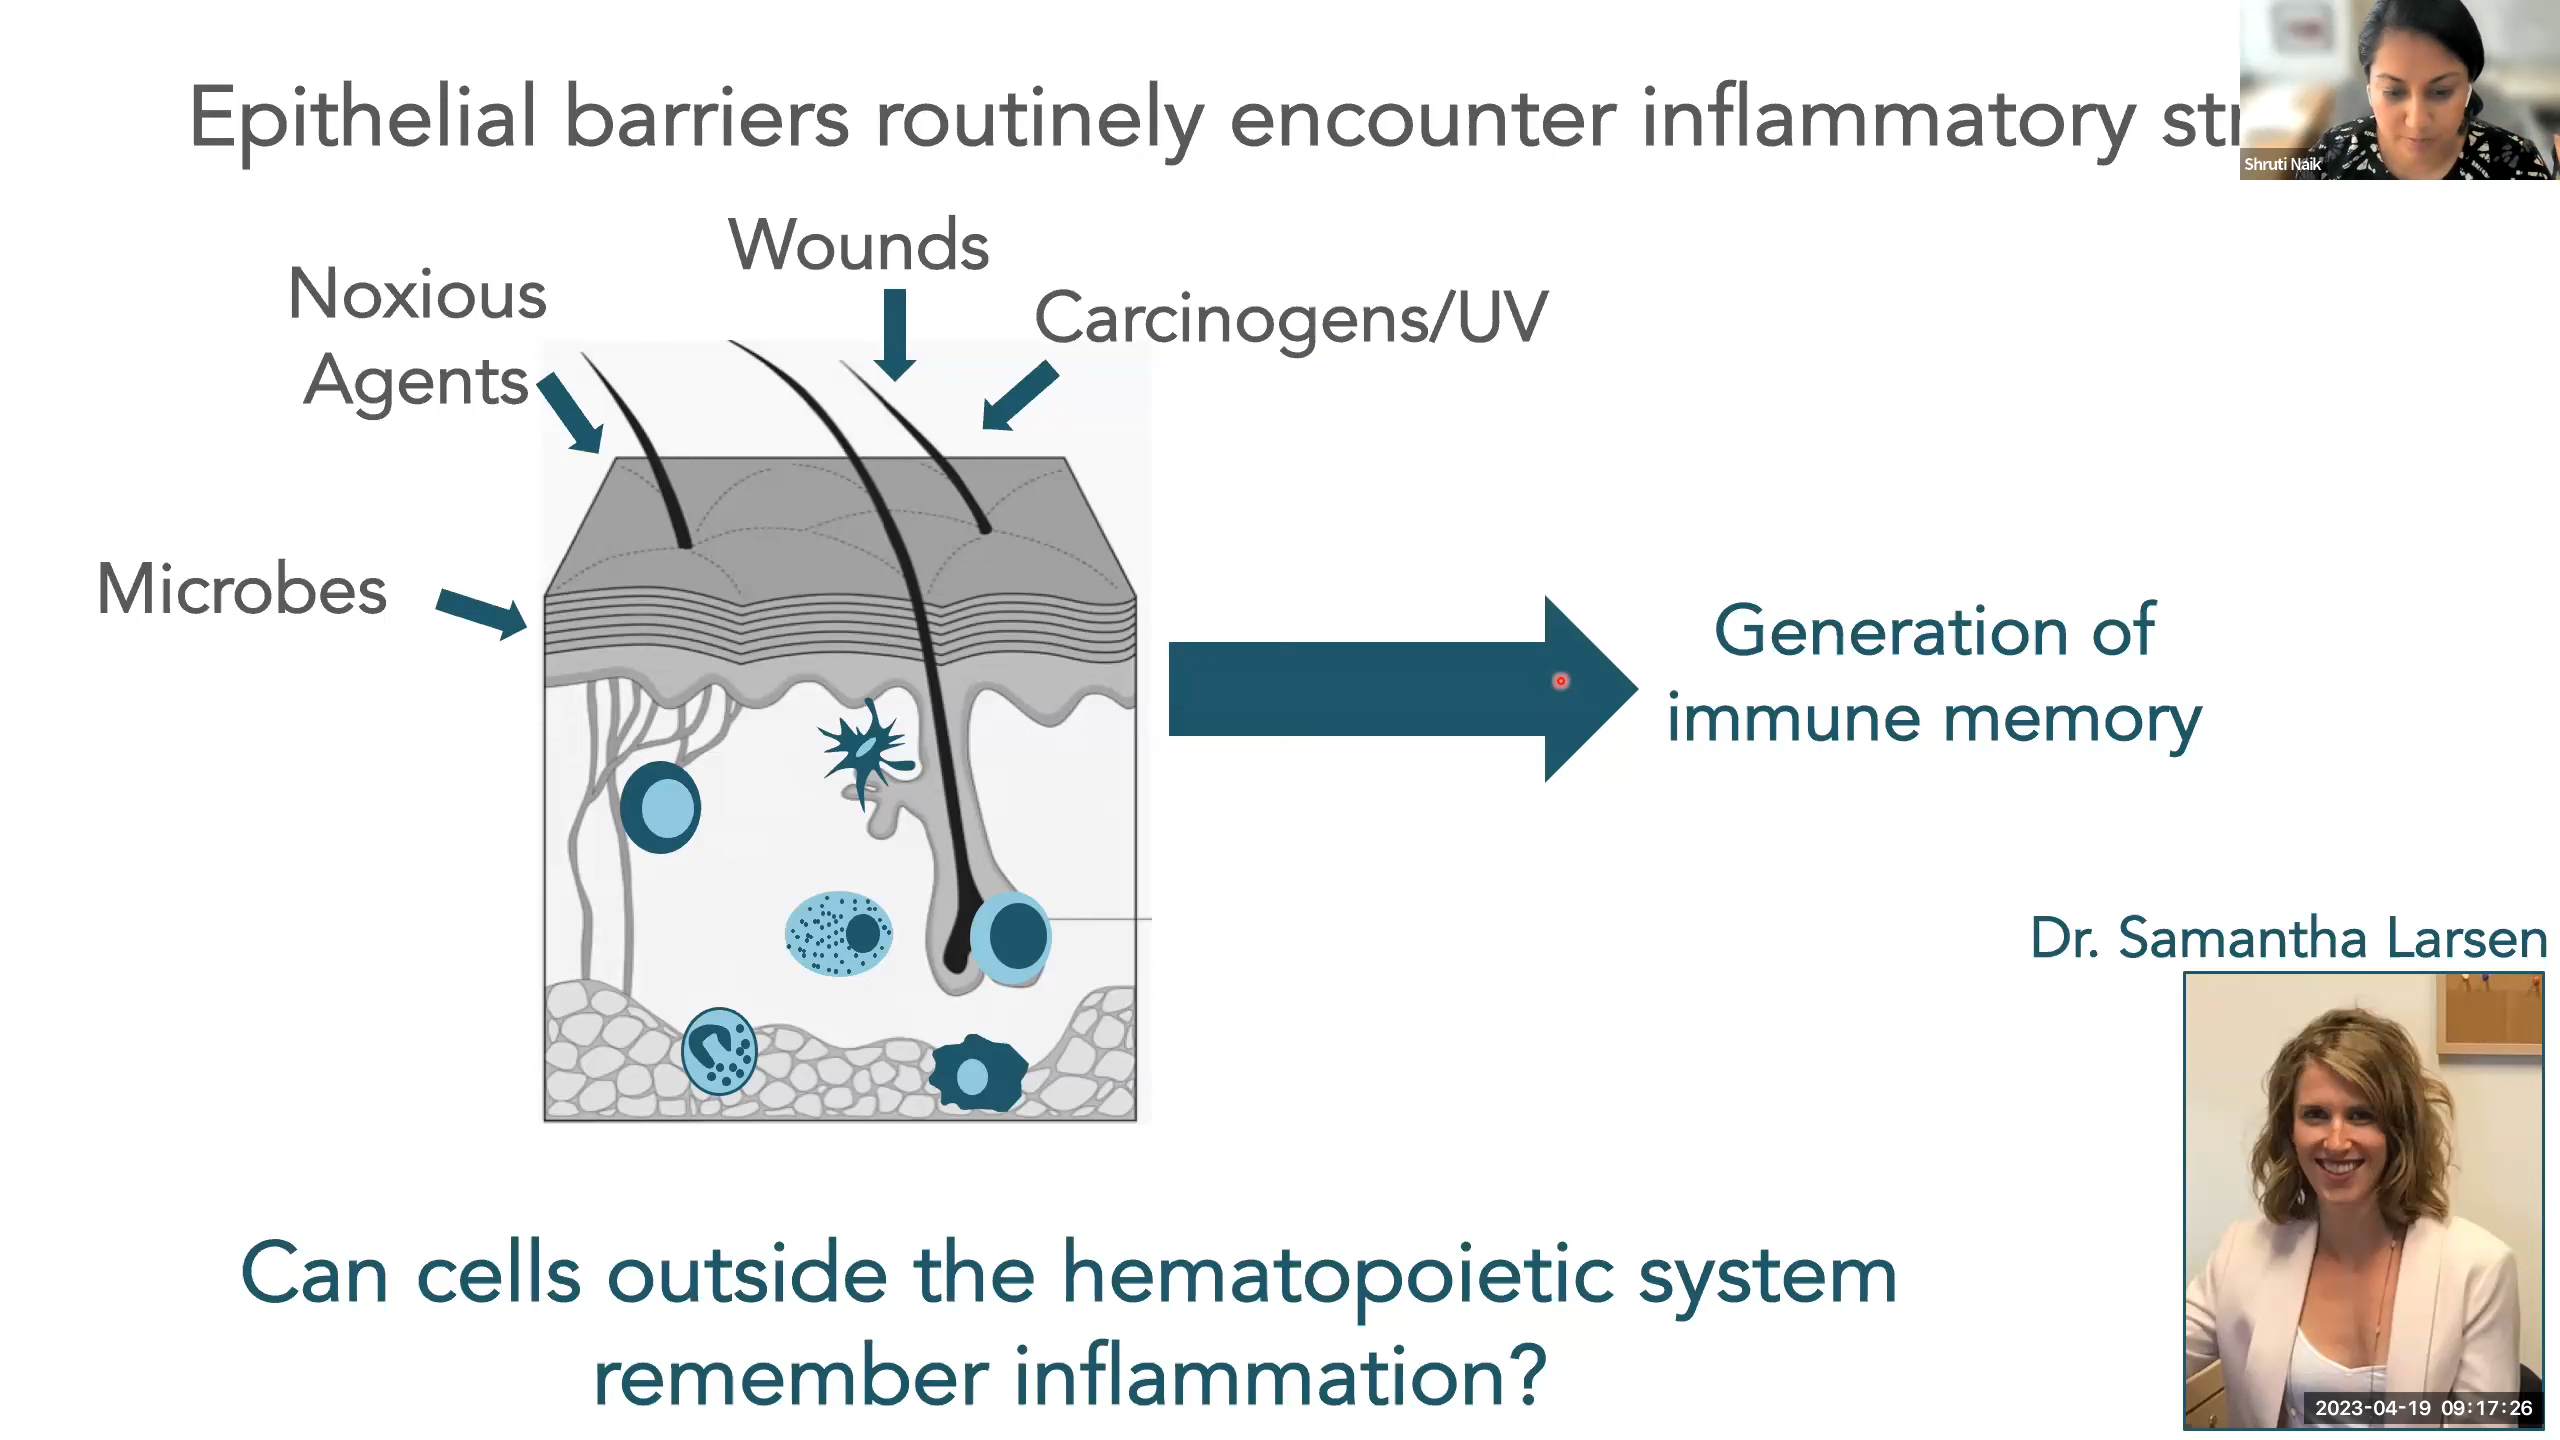 Epithelial barriers routinely encounter inflammatory
Shruti Naik
Wounds
Noxious
Agents
Carcinogens/UV
Microbes
Generation of
immune memory
Dr. Samantha Larsen
Can cells outside the hematopoietic system
remember inflammation?
2023-04-19 09:17:26